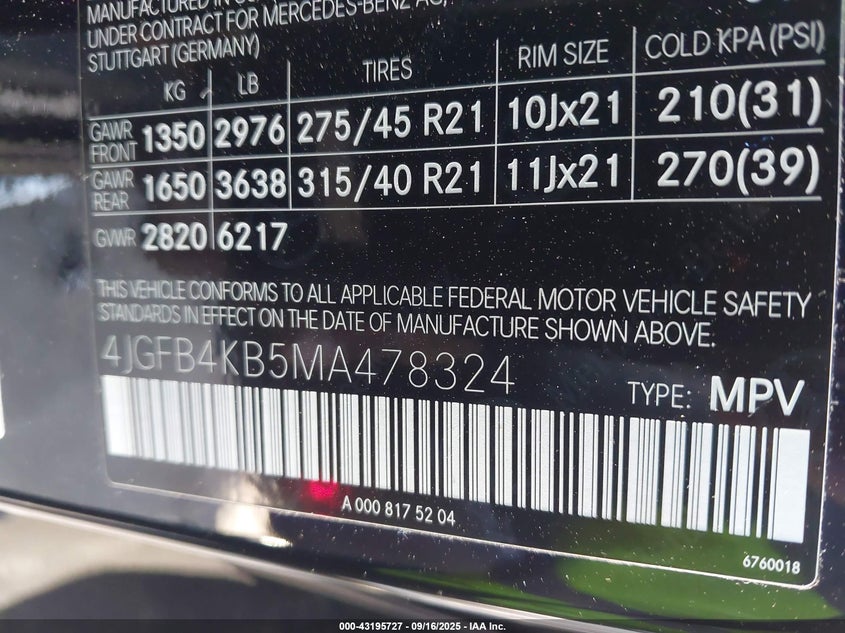 MANUFACTURED IN
UNDER CONTRACT FOR MERCEDES-BENZ AG,
STUTTGART (GERMANY)
KG LB TIRES RIM SIZE COLD KPA (PSI)
GAWR FRONT 1350 2976 275/45 R21 10Jx21 210(31)
GAWR REAR 1650 3638 315/40 R21 11Jx21 270(39)
GVWR 2820 6217
THIS VEHICLE CONFORMS TO ALL APPLICABLE FEDERAL MOTOR VEHICLE SAFETY
STANDARDS IN EFFECT ON THE DATE OF MANUFACTURE SHOWN ABOVE.
4JGFB4KB5MA478324
TYPE: MPV
A 000 817 52 04
6760018
000-43195727 - 09/16/2025 - IAA Inc.